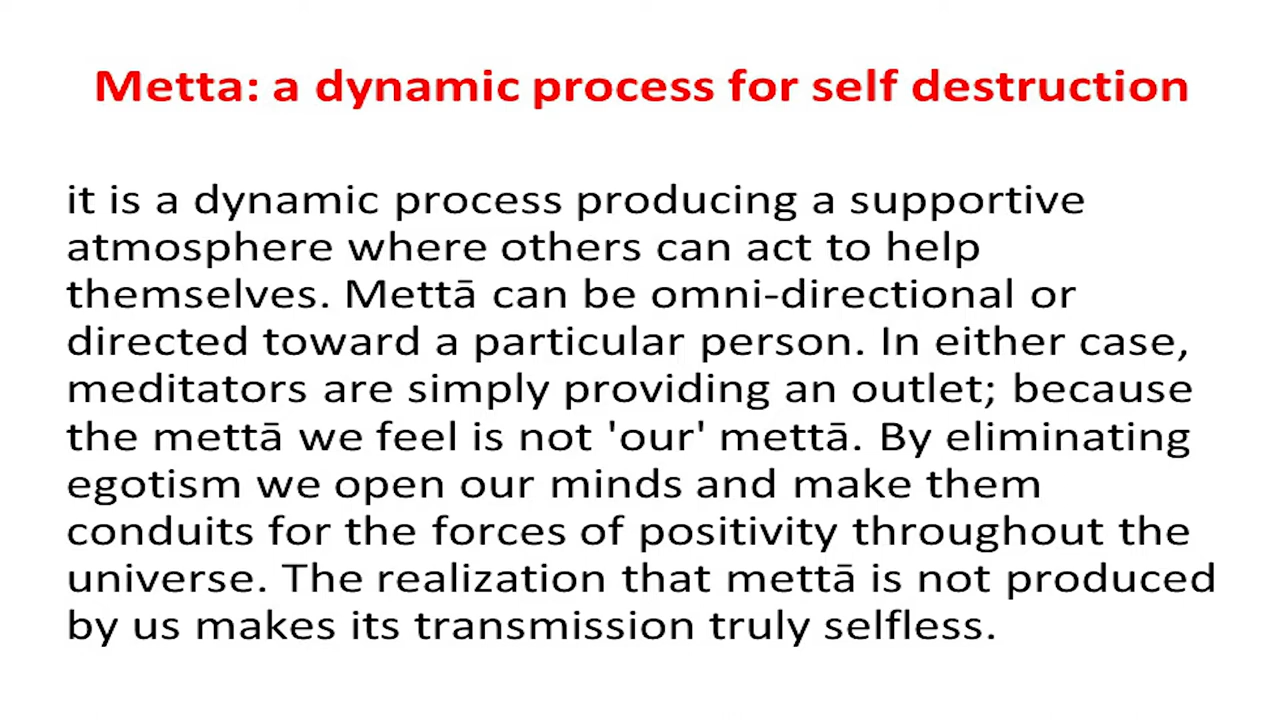 Metta: a dynamic process for self destruction
it is a dynamic process producing a supportive
atmosphere where others can act to help
themselves. Mettā can be omni-directional or
directed toward a particular person. In either case,
meditators are simply providing an outlet; because
the mettā we feel is not 'our' mettā. By eliminating
egotism we open our minds and make them
conduits for the forces of positivity throughout the
universe. The realization that mettā is not produced
by us makes its transmission truly selfless.